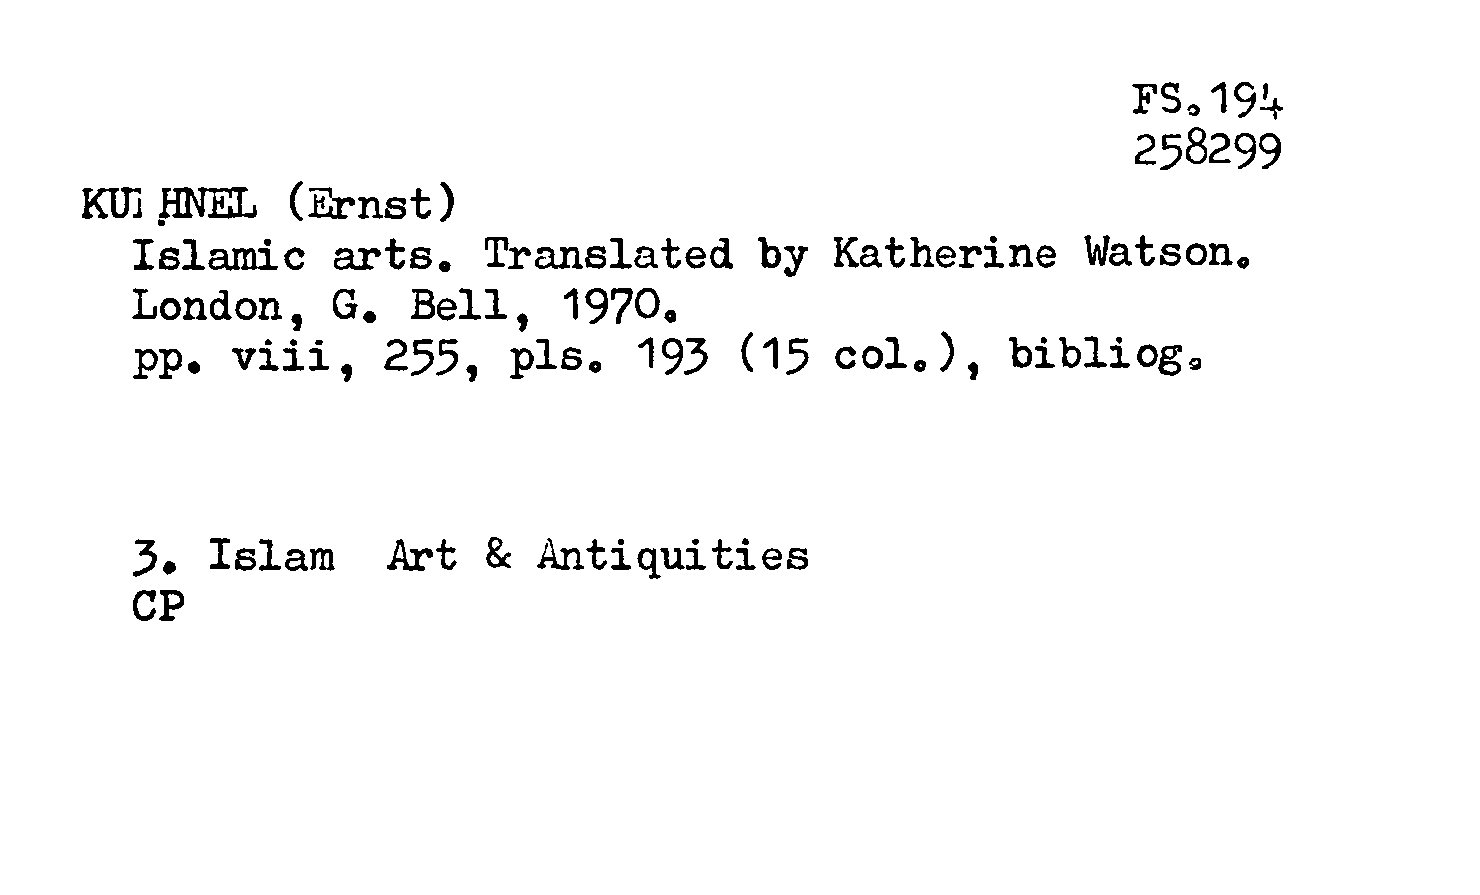 FS.194
258299
KUEHNEL (Ernst)
Islamic arts. Translated by Katherine Watson.
London, G. Bell, 1970.
pp. viii, 255, pls. 193 (15 col.), bibliog.
3. Islam  Art & Antiquities
CP